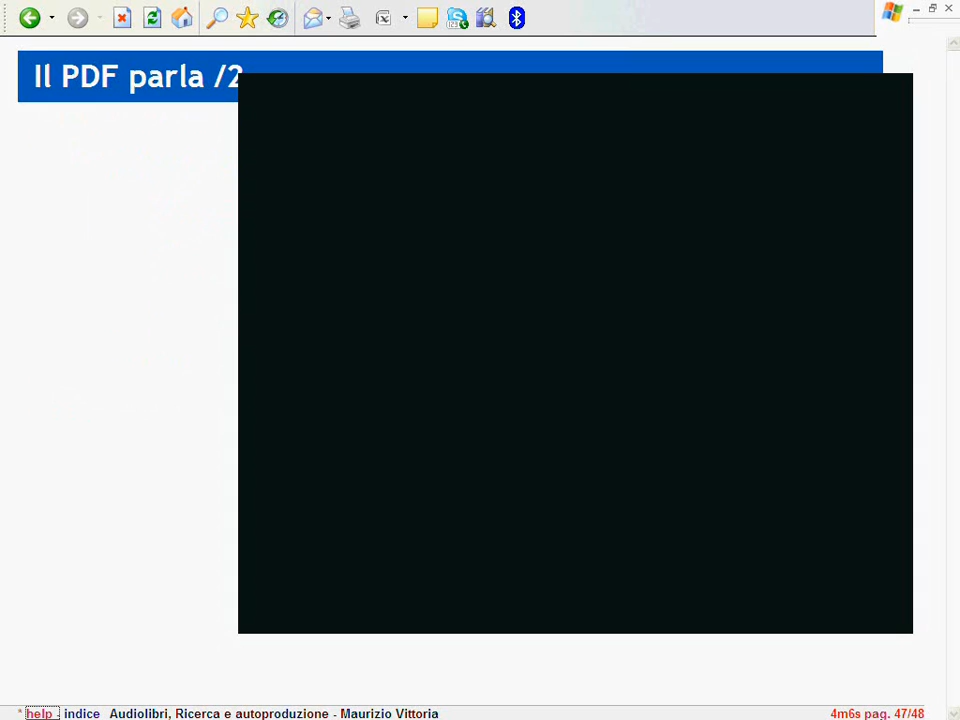 Il PDF parla /2
* help - indice Audiolibri, Ricerca e autoproduzione - Maurizio Vittoria 4m6s pag. 47/48